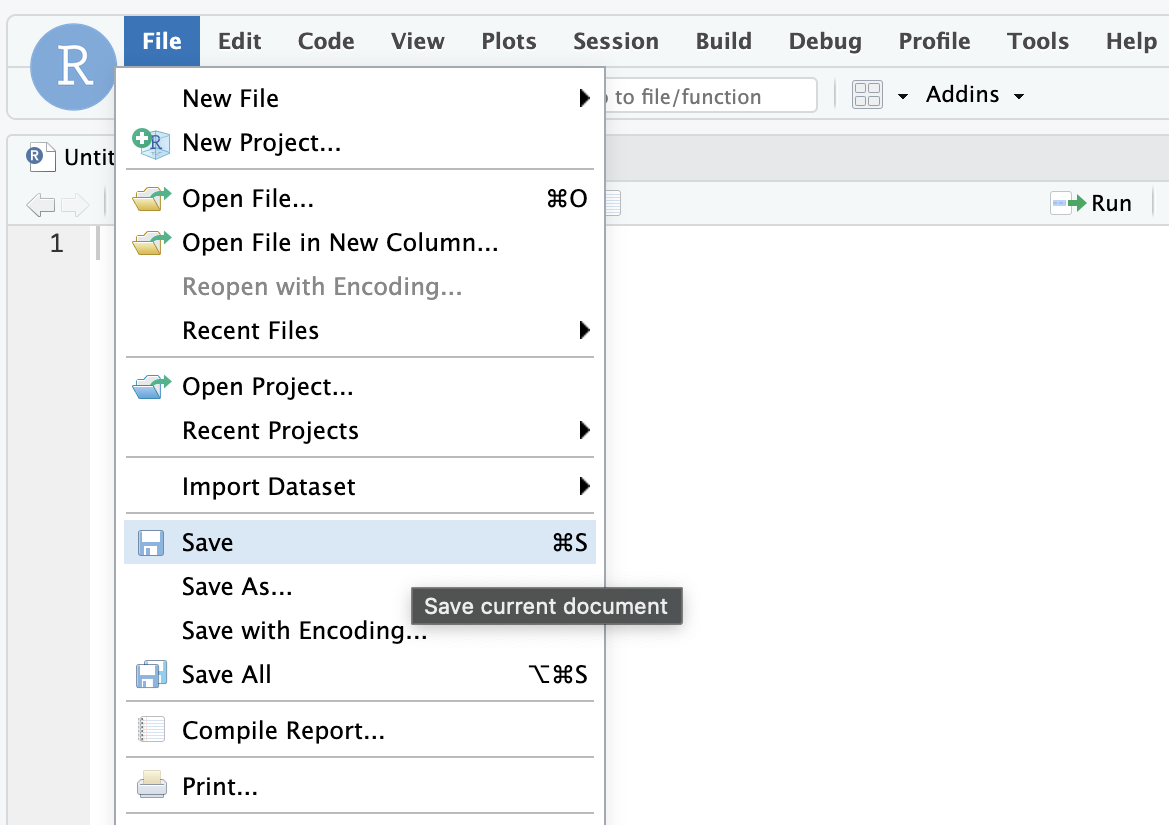 R
File Edit Code View Plots Session Build Debug Profile Tools Help
to file/function
Addins
New File
New Project...
R Untit
Open File... ⌘O
Run
1
Open File in New Column...
Reopen with Encoding...
Recent Files
Open Project...
Recent Projects
Import Dataset
Save ⌘S
Save As...
Save current document
Save with Encoding...
Save All ⌥⌘S
Compile Report...
Print...